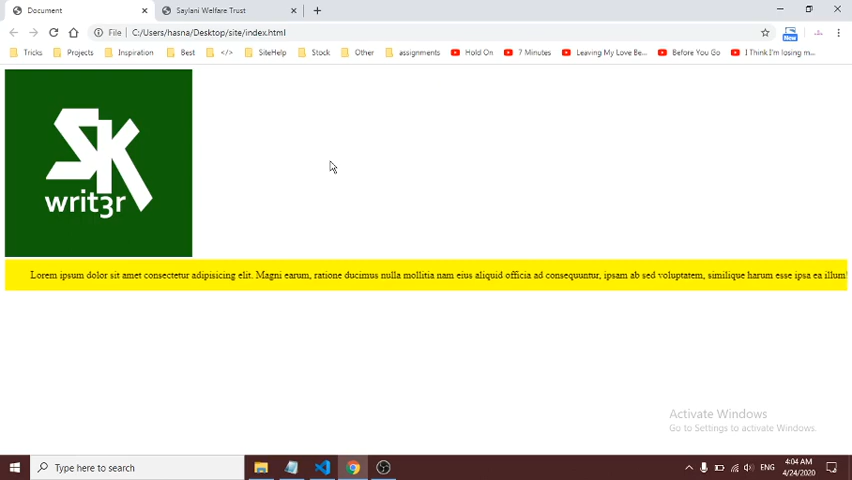 Document
Saylani Welfare Trust
File
C:/Users/hasna/Desktop/site/index.html
New
Tricks
Projects
Inspiration
Best
</>
SiteHelp
Stock
Other
assignments
Hold On
7 Minutes
Leaving My Love Be...
Before You Go
I Think I'm losing m...
SK
writ3r
Lorem ipsum dolor sit amet consectetur adipisicing elit. Magni earum, ratione ducimus nulla mollitia nam eius aliquid officia ad consequuntur, ipsam ab sed voluptatem, similique harum esse ipsa ea illum!
Activate Windows
Go to Settings to activate Windows.
Type here to search
ENG
4:04 AM
4/24/2020